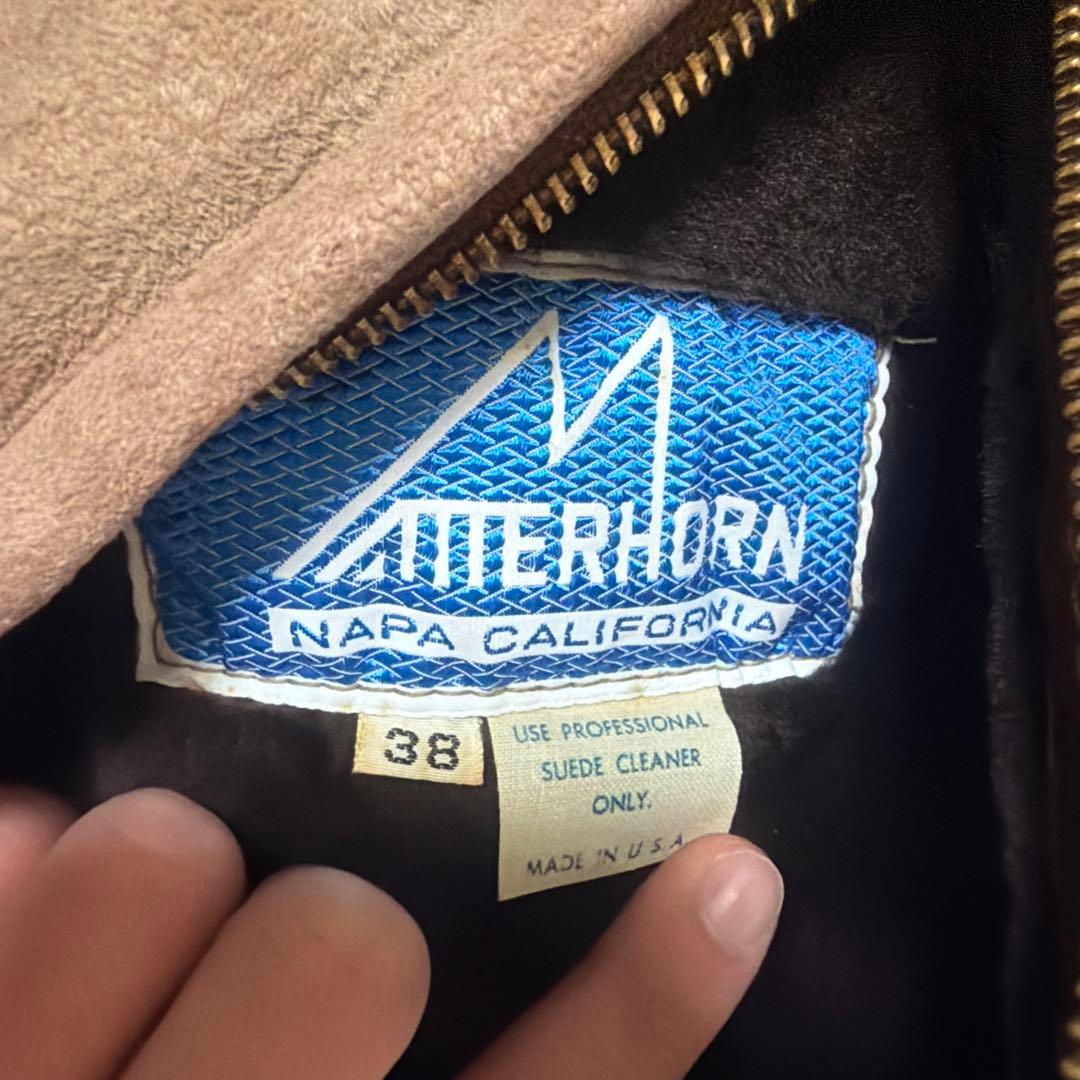 MATTERHORN
NAPA CALIFORNIA
38
USE PROFESSIONAL
SUEDE CLEANER
ONLY.
MADE IN U S A